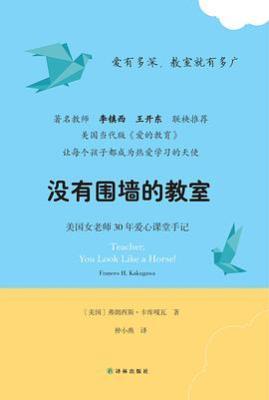 爱有多深,教室就有多广
著名教师 李镇西 王开东 联袂推荐
美国当代版《爱的教育》
让每个孩子都成为热爱学习的天使
没有围墙的教室
美国女老师30年爱心课堂手记
Teacher,
You Look Like a Horse!
Frances H. Kakugawa
［美国］弗朗西斯·卡库嘎瓦 著
种小燕 译
译林出版社